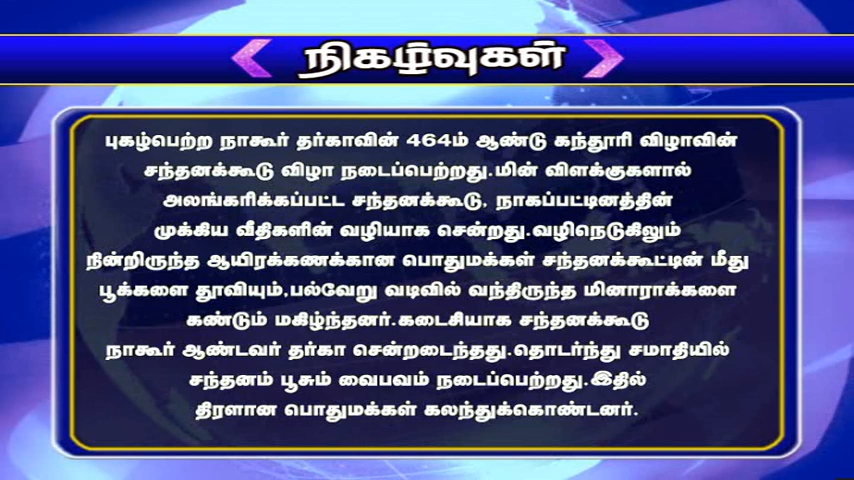 நிகழ்வுகள்
புகழ்பெற்ற நாகூர் தர்காவின் 464ம் ஆண்டு கந்தூரி விழாவின்
சந்தனக்கூடு விழா நடைப்பெற்றது.மின் விளக்குகளால்
அலங்கரிக்கப்பட்ட சந்தனக்கூடு, நாகப்பட்டினத்தின்
முக்கிய வீதிகளின் வழியாக சென்றது.வழிநெடுகிலும்
நின்றிருந்த ஆயிரக்கணக்கான பொதுமக்கள் சந்தனக்கூட்டின் மீது
பூக்களை தூவியும்,பல்வேறு வடிவில் வந்திருந்த மினாராக்களை
கண்டும் மகிழ்ந்தனர்.கடைசியாக சந்தனக்கூடு
நாகூர் ஆண்டவர் தர்கா சென்றடைந்தது.தொடர்ந்து சமாதியில்
சந்தனம் பூசும் வைபவம் நடைப்பெற்றது.இதில்
திரளான பொதுமக்கள் கலந்துக்கொண்டனர்.